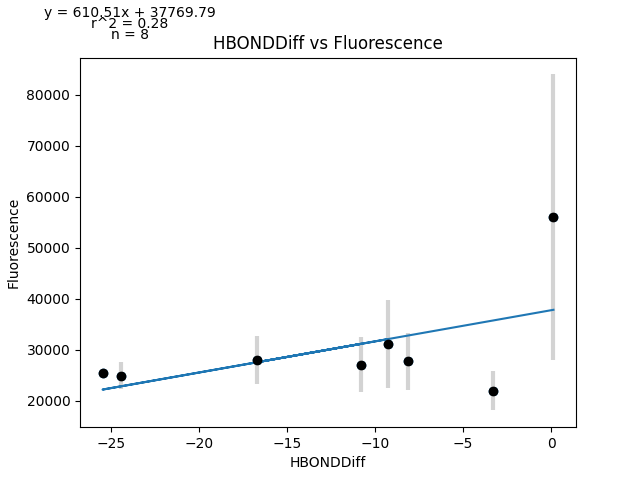 y = 610.51x + 37769.79
r^2 = 0.28
n = 8
HBONDDiff vs Fluorescence
80000
70000
60000
50000
40000
30000
20000
Fluorescence
−25 −20 −15 −10 −5 0
HBONDDiff